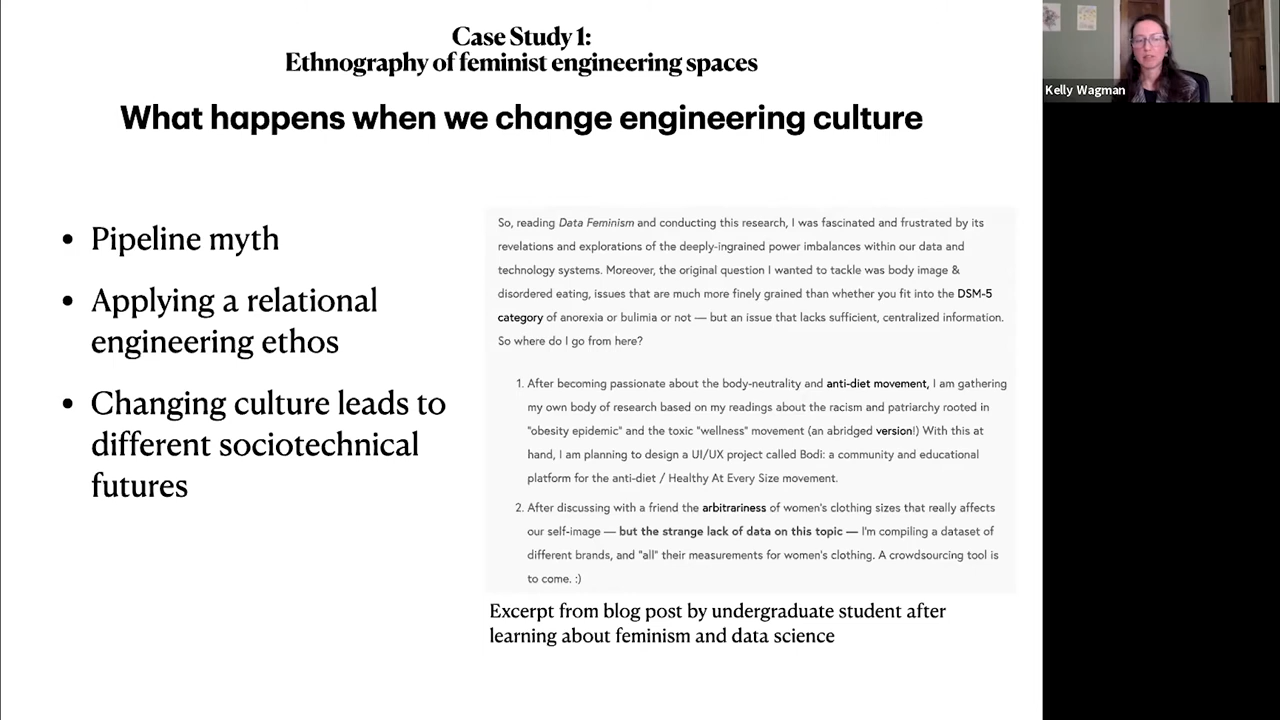 Case Study 1:
Ethnography of feminist engineering spaces
What happens when we change engineering culture
• Pipeline myth
• Applying a relational
engineering ethos
• Changing culture leads to
different sociotechnical
futures
So, reading Data Feminism and conducting this research, I was fascinated and frustrated by its
revelations and explorations of the deeply-ingrained power imbalances within our data and
technology systems. Moreover, the original question I wanted to tackle was body image &
disordered eating, issues that are much more finely grained than whether you fit into the DSM-5
category of anorexia or bulimia or not — but an issue that lacks sufficient, centralized information.
So where do I go from here?
1. After becoming passionate about the body-neutrality and anti-diet movement, I am gathering
my own body of research based on my readings about the racism and patriarchy rooted in
"obesity epidemic" and the toxic "wellness" movement (an abridged version!) With this at
hand, I am planning to design a UI/UX project called Bodi: a community and educational
platform for the anti-diet / Healthy At Every Size movement.
2. After discussing with a friend the arbitrariness of women's clothing sizes that really affects
our self-image — but the strange lack of data on this topic — I'm compiling a dataset of
different brands, and "all" their measurements for women's clothing. A crowdsourcing tool is
to come. :)
Excerpt from blog post by undergraduate student after
learning about feminism and data science
Kelly Wagman